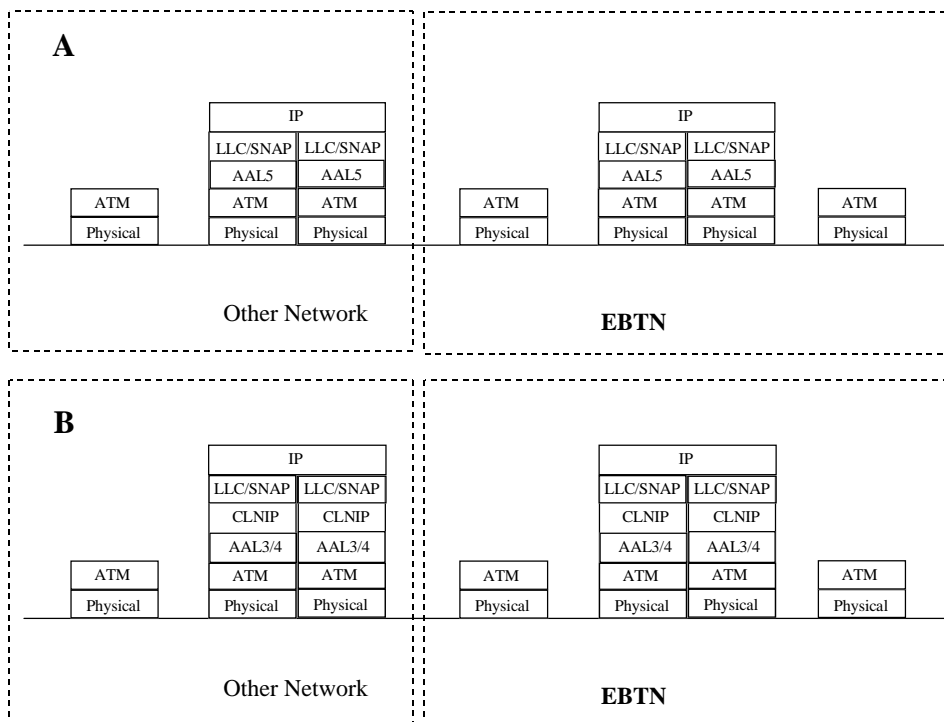 A
IP IP
LLC/SNAP LLC/SNAP LLC/SNAP LLC/SNAP
AAL5 AAL5 AAL5 AAL5
ATM ATM ATM ATM ATM ATM ATM
Physical Physical Physical Physical Physical Physical Physical
Other Network EBTN
B
IP IP
LLC/SNAP LLC/SNAP LLC/SNAP LLC/SNAP
CLNIP CLNIP CLNIP CLNIP
AAL3/4 AAL3/4 AAL3/4 AAL3/4
ATM ATM ATM ATM ATM ATM ATM
Physical Physical Physical Physical Physical Physical Physical
Other Network EBTN